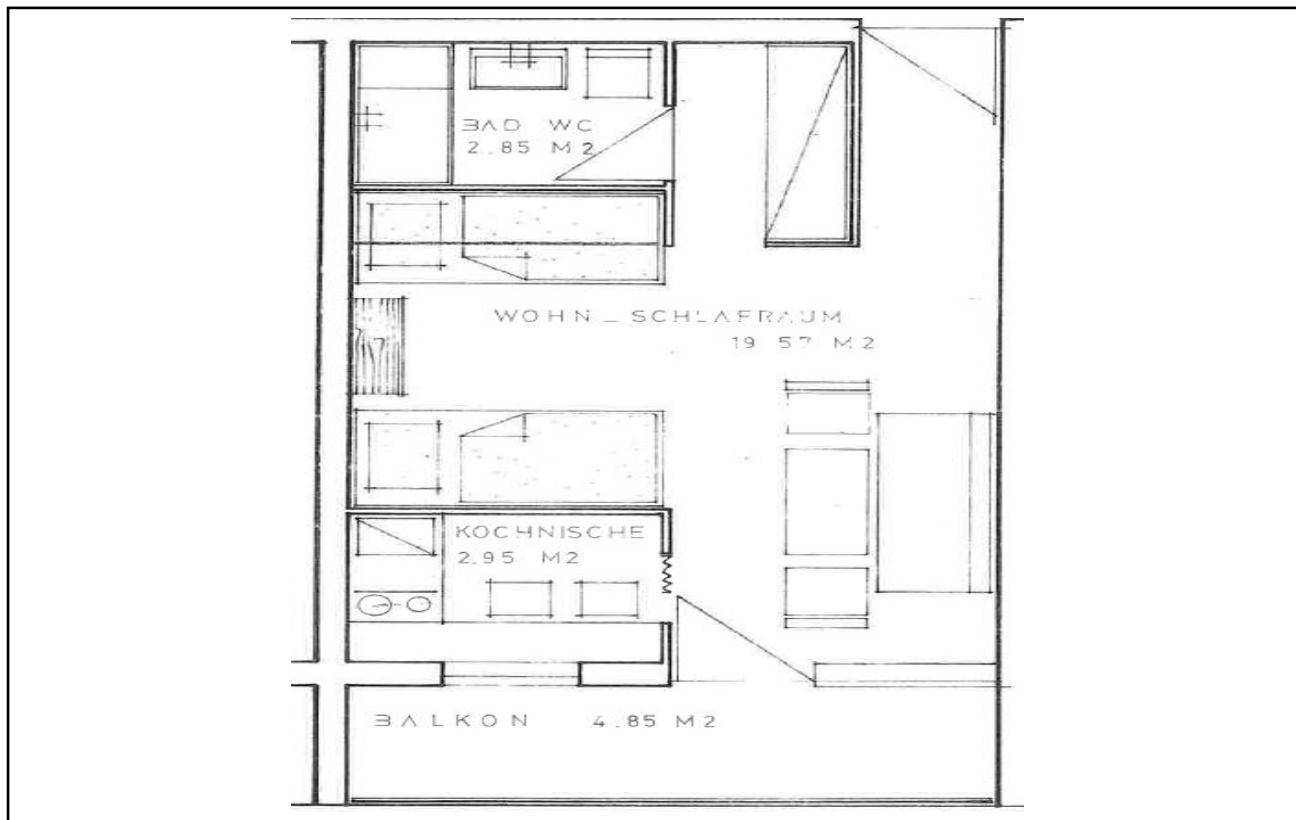 BAD WC
2.85 M2
WOHN_SCHLAFRAUM
19 57 M2
KOCHNISCHE
2.95 M2
BALKON 4.85 M2